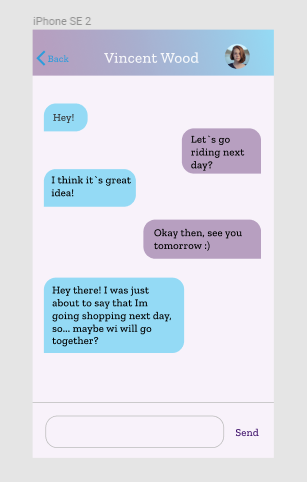 iPhone SE 2
Back
Vincent Wood
Hey!
Let`s go
riding next
day?
I think it`s great
idea!
Okay then, see you
tomorrow :)
Hey there! I was just
about to say that Im
going shopping next day,
so... maybe wi will go
together?
Send